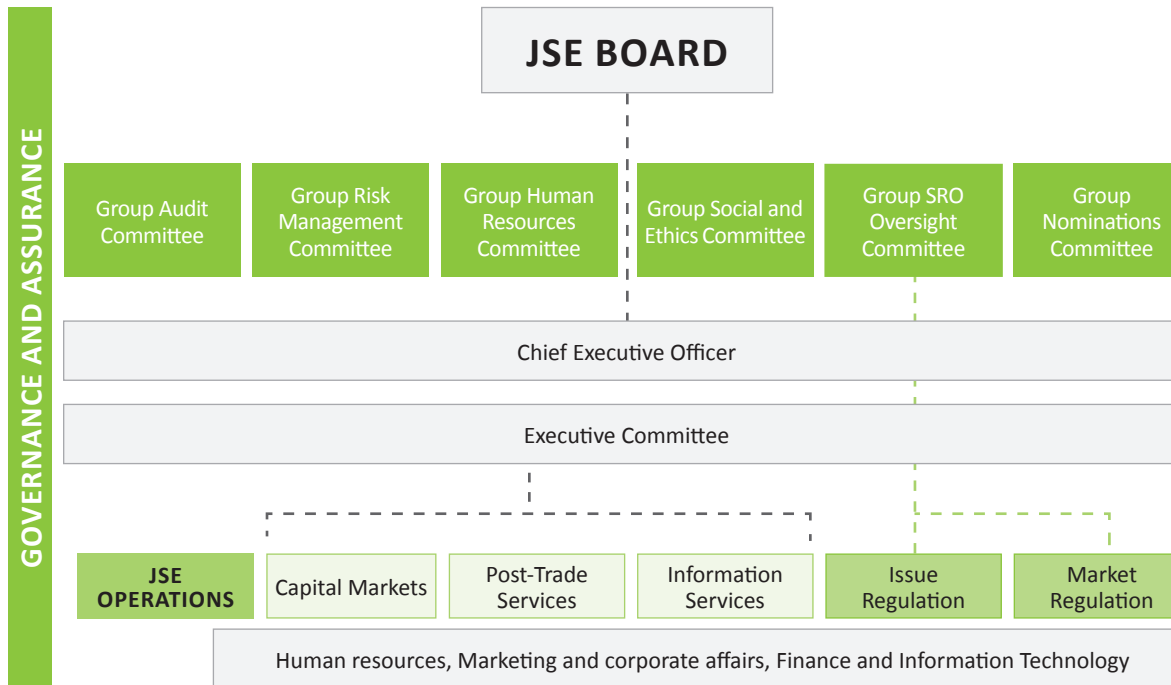 GOVERNANCE AND ASSURANCE
JSE BOARD
Group Audit
Committee
Group Risk
Management
Committee
Group Human
Resources
Committee
Group Social and
Ethics Committee
Group SRO
Oversight
Committee
Group
Nominations
Committee
Chief Executive Officer
Executive Committee
JSE
OPERATIONS
Capital Markets
Post-Trade
Services
Information
Services
Issue
Regulation
Market
Regulation
Human resources, Marketing and corporate affairs, Finance and Information Technology